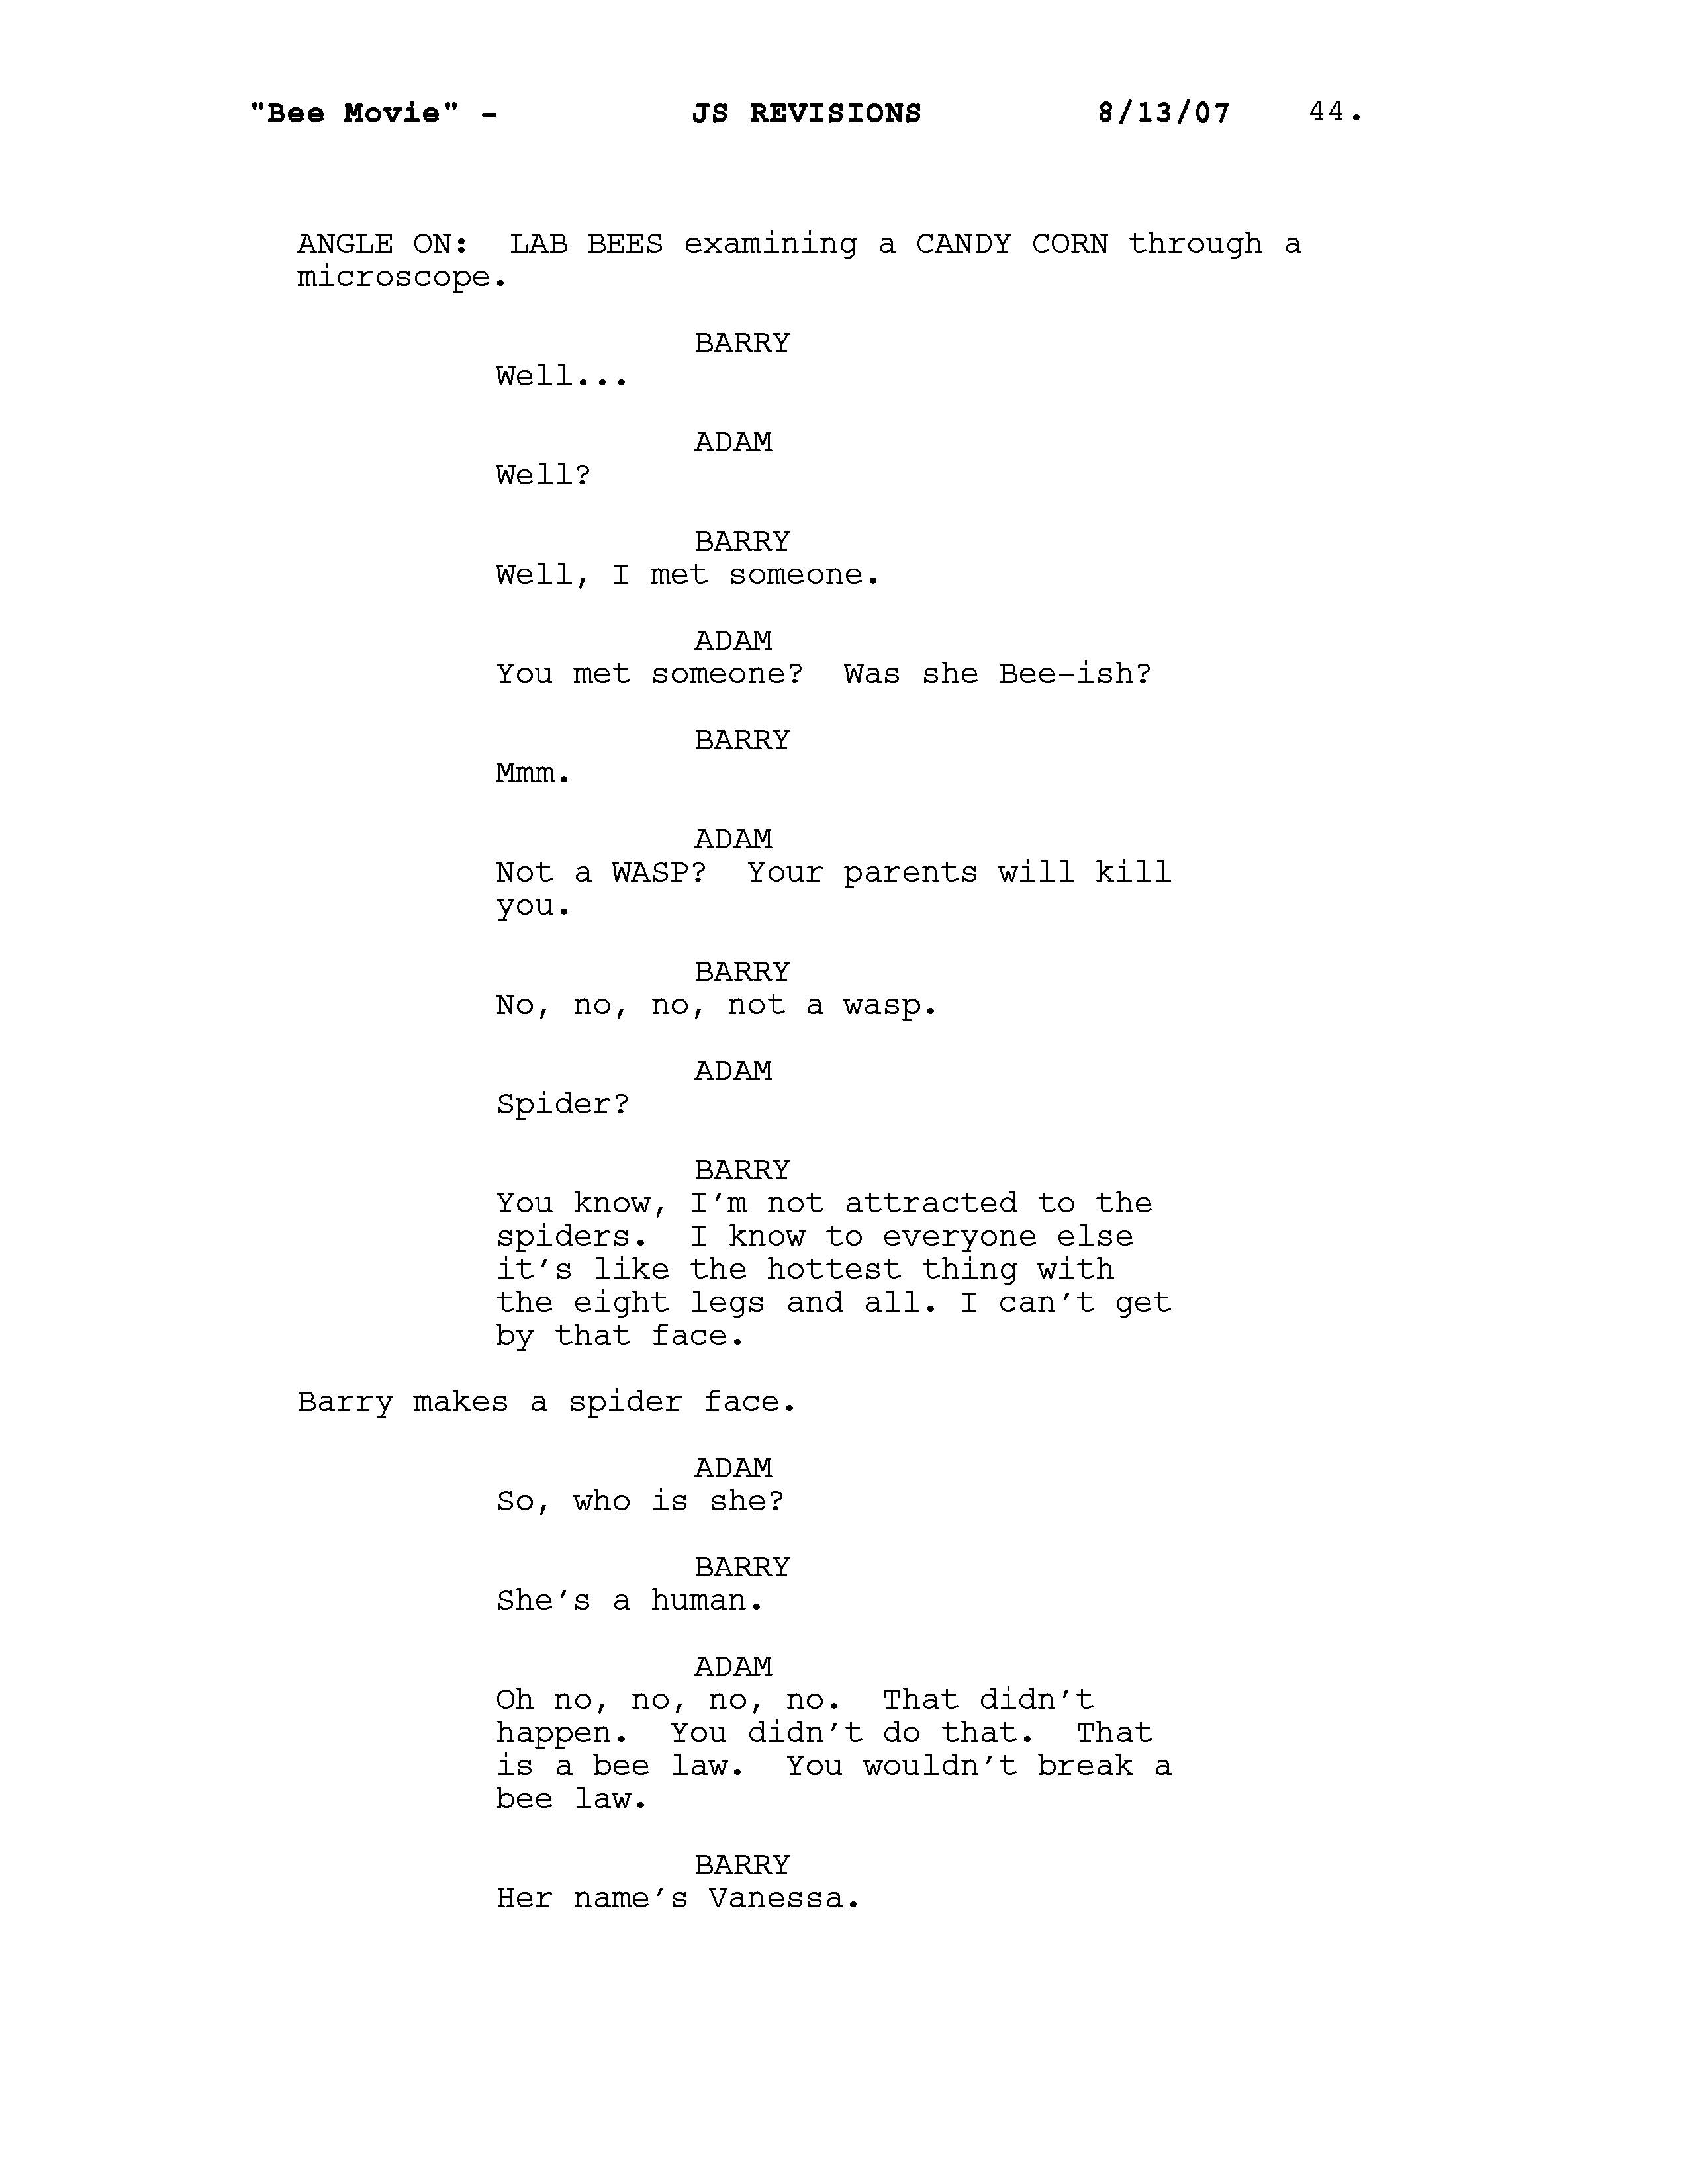 "Bee Movie" - JS REVISIONS 8/13/07 44.
ANGLE ON:  LAB BEES examining a CANDY CORN through a
microscope.
BARRY
Well...
ADAM
Well?
BARRY
Well, I met someone.
ADAM
You met someone?  Was she Bee-ish?
BARRY
Mmm.
ADAM
Not a WASP?  Your parents will kill
you.
BARRY
No, no, no, not a wasp.
ADAM
Spider?
BARRY
You know, I'm not attracted to the
spiders.  I know to everyone else
it's like the hottest thing with
the eight legs and all. I can't get
by that face.
Barry makes a spider face.
ADAM
So, who is she?
BARRY
She's a human.
ADAM
Oh no, no, no, no.  That didn't
happen.  You didn't do that.  That
is a bee law.  You wouldn't break a
bee law.
BARRY
Her name's Vanessa.